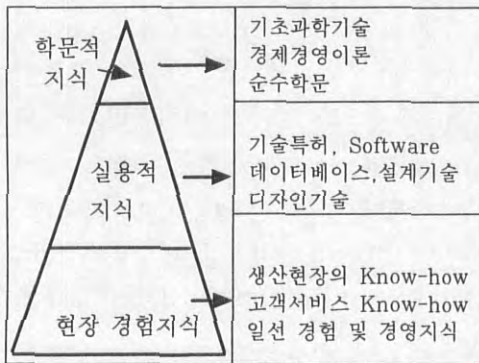 학문적
지식
기초과학기술
경제경영이론
순수학문
실용적
지식
기술특허, Software
데이터베이스,설계기술
디자인기술
현장 경험지식
생산현장의 Know-how
고객서비스 Know-how
일선 경험 및 경영지식